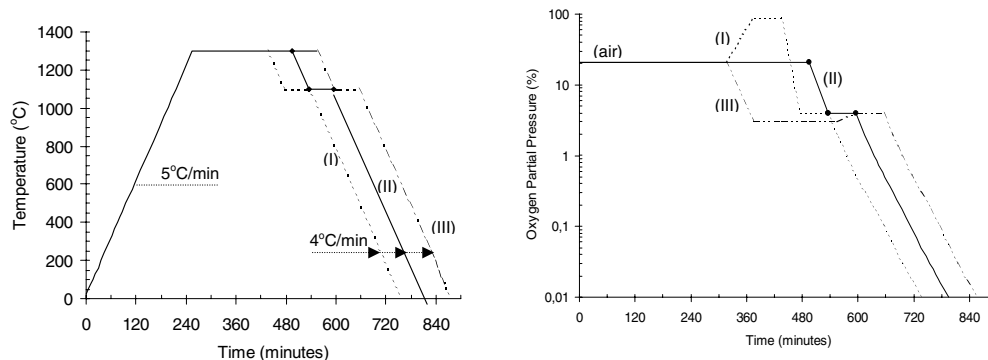 1400
1200
1000
800
600
400
200
0
Temperature (°C)
5°C/min
4°C/min
(I)
(II)
(III)
0 120 240 360 480 600 720 840
Time (minutes)
100
10
1
0,1
0,01
Oxygen Partial Pressure (%)
(air)
(I)
(II)
(III)
0 120 240 360 480 600 720 840
Time (minutes)